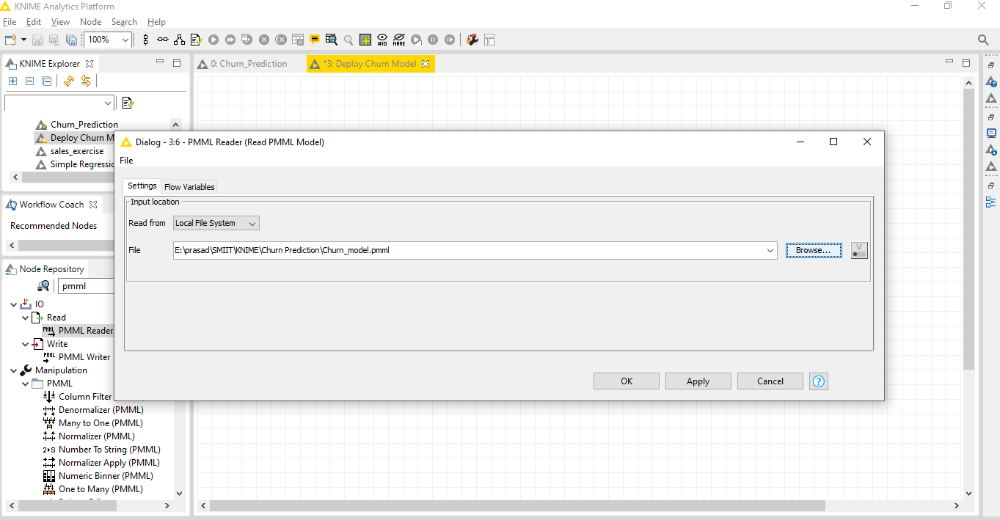 KNIME Analytics Platform
File Edit View Node Search Help
100%
#ID
NAME
KNIME Explorer
0: Churn_Prediction
*3: Deploy Churn Model
Churn_Prediction
Deploy Churn M
sales_exercise
Simple Regressio
Workflow Coach
Recommended Nodes
Node Repository
pmml
IO
Read
PMML PMML Reader
Write
PMML PMML Writer
Manipulation
PMML
Column Filter
Denormalizer (PMML)
Many to One (PMML)
Normalizer (PMML)
2▸S Number To String (PMML)
Normalizer Apply (PMML)
Numeric Binner (PMML)
One to Many (PMML)
Dialog - 3:6 - PMML Reader (Read PMML Model)
File
Settings Flow Variables
Input location
Read from Local File System
File E:\prasad\SMIIT\KNIME\Churn Prediction\Churn_model.pmml Browse... V
OK Apply Cancel ?